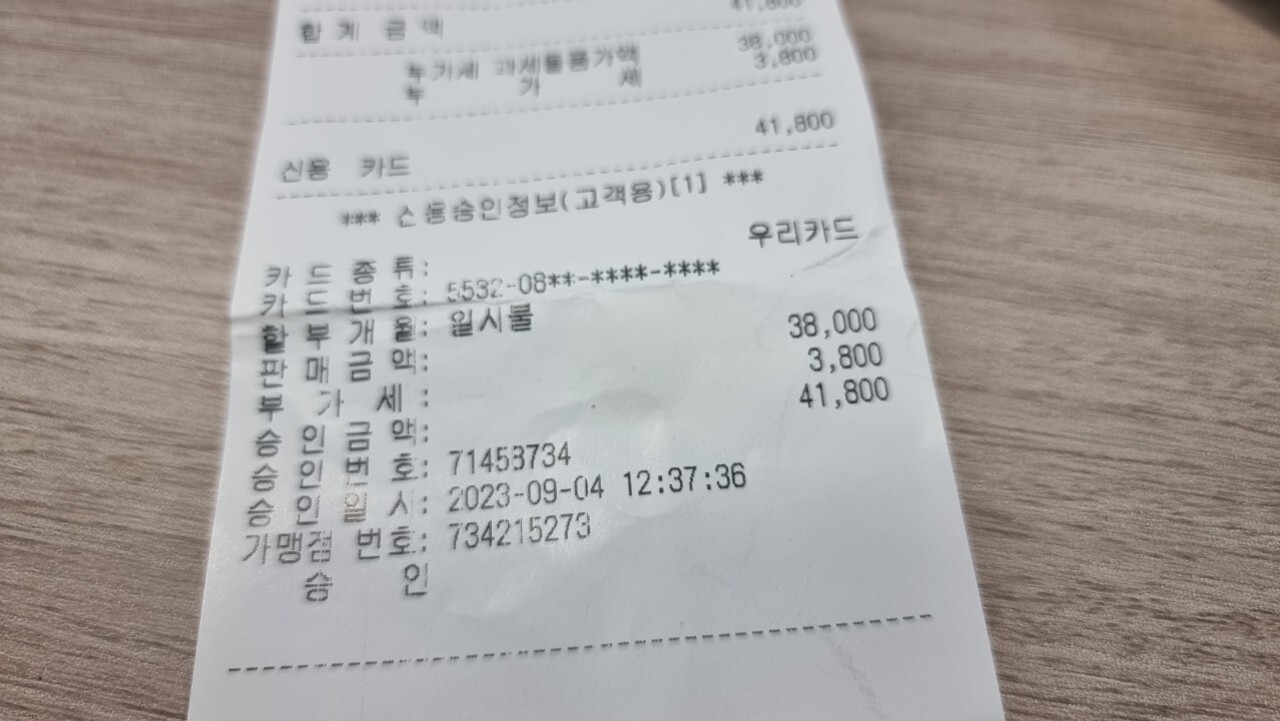 합 계 금 액 41,800
부가세 과세물품가액 38,000
부 가 세 3,800
신용 카드 41,800
*** 신용승인정보(고객용)[1] ***
카 드 종 류: 우리카드
카 드 번 호: 5532-08**-****-****
할 부 개 월: 일시불
판 매 금 액: 38,000
부 가 세 : 3,800
승 인 금 액: 41,800
승 인 번 호: 71458734
승 인 일 시: 2023-09-04 12:37:36
가맹점 번호: 734215273
승 인